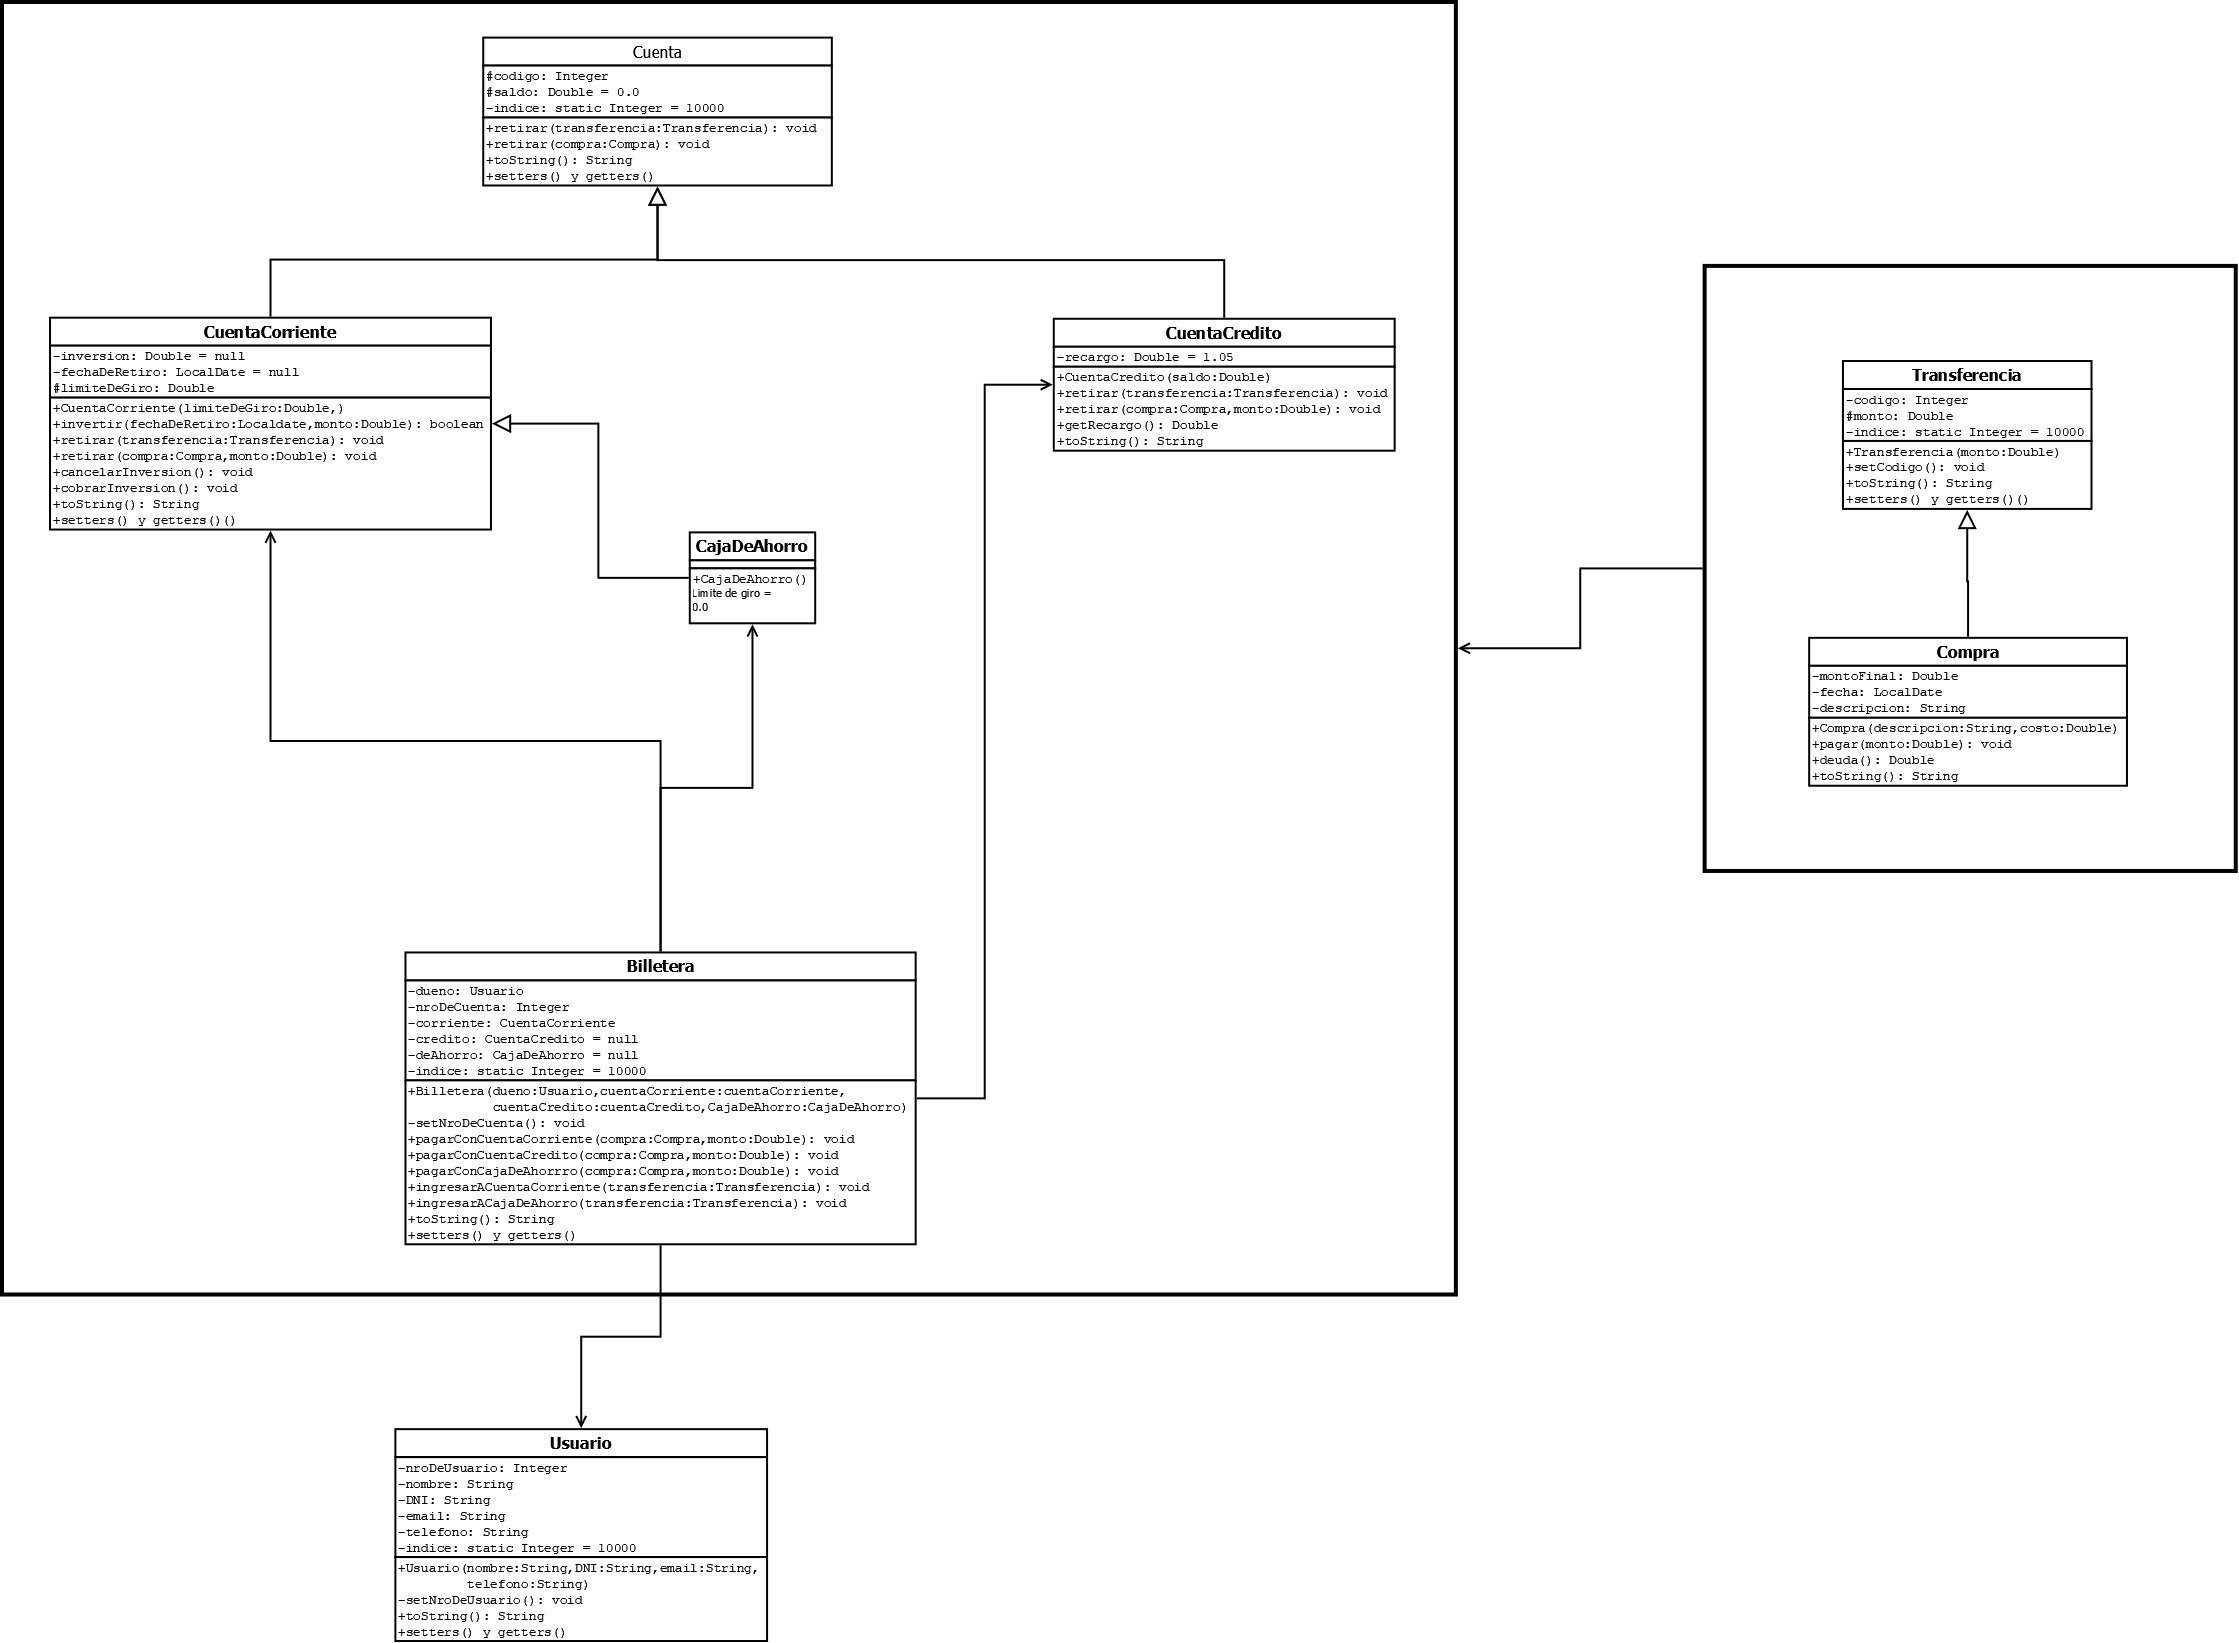 Cuenta
#codigo: Integer
#saldo: Double = 0.0
-indice: static Integer = 10000
+retirar(transferencia:Transferencia): void
+retirar(compra:Compra): void
+toString(): String
+setters() y getters()
CuentaCorriente
-inversion: Double = null
-fechaDeRetiro: LocalDate = null
#limiteDeGiro: Double
+CuentaCorriente(limiteDeGiro:Double,)
+invertir(fechaDeRetiro:Localdate,monto:Double): boolean
+retirar(transferencia:Transferencia): void
+retirar(compra:Compra,monto:Double): void
+cancelarInversion(): void
+cobrarInversion(): void
+toString(): String
+setters() y getters()()
CuentaCredito
-recargo: Double = 1.05
+CuentaCredito(saldo:Double)
+retirar(transferencia:Transferencia): void
+retirar(compra:Compra,monto:Double): void
+getRecargo(): Double
+toString(): String
CajaDeAhorro
+CajaDeAhorro()
Limite de giro =
0.0
Transferencia
-codigo: Integer
#monto: Double
-indice: static Integer = 10000
+Transferencia(monto:Double)
+setCodigo(): void
+toString(): String
+setters() y getters()()
Compra
-montoFinal: Double
-fecha: LocalDate
-descripcion: String
+Compra(descripcion:String,costo:Double)
+pagar(monto:Double): void
+deuda(): Double
+toString(): String
Billetera
-dueno: Usuario
-nroDeCuenta: Integer
-corriente: CuentaCorriente
-credito: CuentaCredito = null
-deAhorro: CajaDeAhorro = null
-indice: static Integer = 10000
+Billetera(dueno:Usuario,cuentaCorriente:cuentaCorriente,
cuentaCredito:cuentaCredito,CajaDeAhorro:CajaDeAhorro)
-setNroDeCuenta(): void
+pagarConCuentaCorriente(compra:Compra,monto:Double): void
+pagarConCuentaCredito(compra:Compra,monto:Double): void
+pagarConCajaDeAhorrro(compra:Compra,monto:Double): void
+ingresarACuentaCorriente(transferencia:Transferencia): void
+ingresarACajaDeAhorro(transferencia:Transferencia): void
+toString(): String
+setters() y getters()
Usuario
-nroDeUsuario: Integer
-nombre: String
-DNI: String
-email: String
-telefono: String
-indice: static Integer = 10000
+Usuario(nombre:String,DNI:String,email:String,
telefono:String)
-setNroDeUsuario(): void
+toString(): String
+setters() y getters()